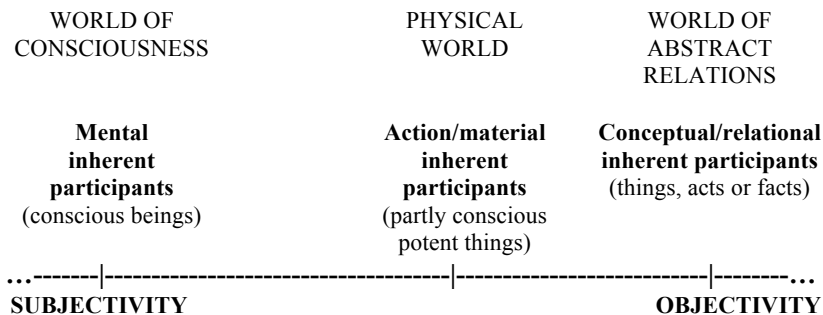 WORLD OF
CONSCIOUSNESS
PHYSICAL
WORLD
WORLD OF
ABSTRACT
RELATIONS
Mental
inherent
participants
(conscious beings)
Action/material
inherent
participants
(partly conscious
potent things)
Conceptual/relational
inherent participants
(things, acts or facts)
…-------|------------------------------------|---------------------------|--------…
SUBJECTIVITY
OBJECTIVITY